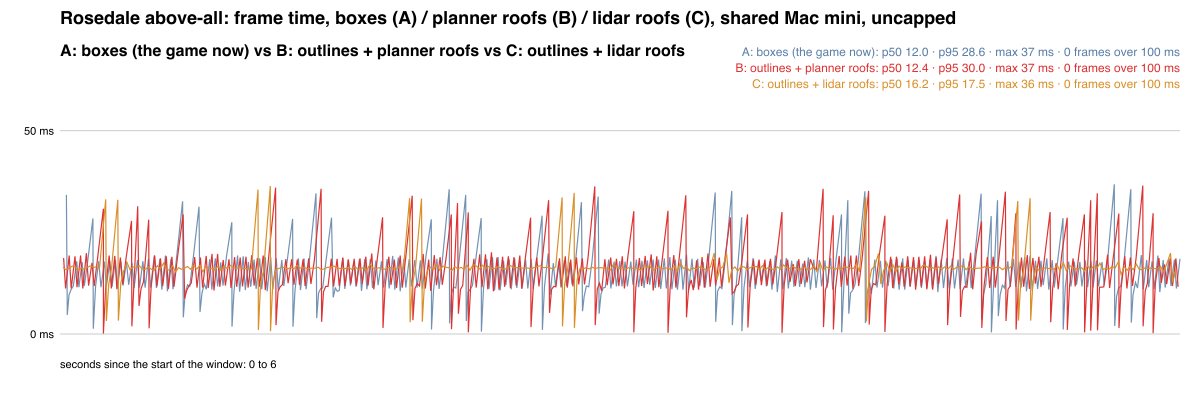 Rosedale above-all: frame time, boxes (A) / planner roofs (B) / lidar roofs (C), shared Mac mini, uncapped
A: boxes (the game now) vs B: outlines + planner roofs vs C: outlines + lidar roofs
A: boxes (the game now): p50 12.0 · p95 28.6 · max 37 ms · 0 frames over 100 ms
B: outlines + planner roofs: p50 12.4 · p95 30.0 · max 37 ms · 0 frames over 100 ms
C: outlines + lidar roofs: p50 16.2 · p95 17.5 · max 36 ms · 0 frames over 100 ms
50 ms
0 ms
seconds since the start of the window: 0 to 6